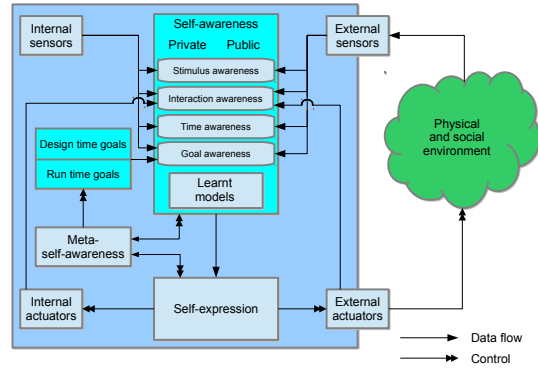 Internal
sensors
Self-awareness
Private Public
External
sensors
Stimulus awareness
Interaction awareness
Time awareness
Goal awareness
Design time goals
Run time goals
Learnt
models
Physical
and social
environment
Meta-
self-awareness
Internal
actuators
Self-expression
External
actuators
Data flow
Control